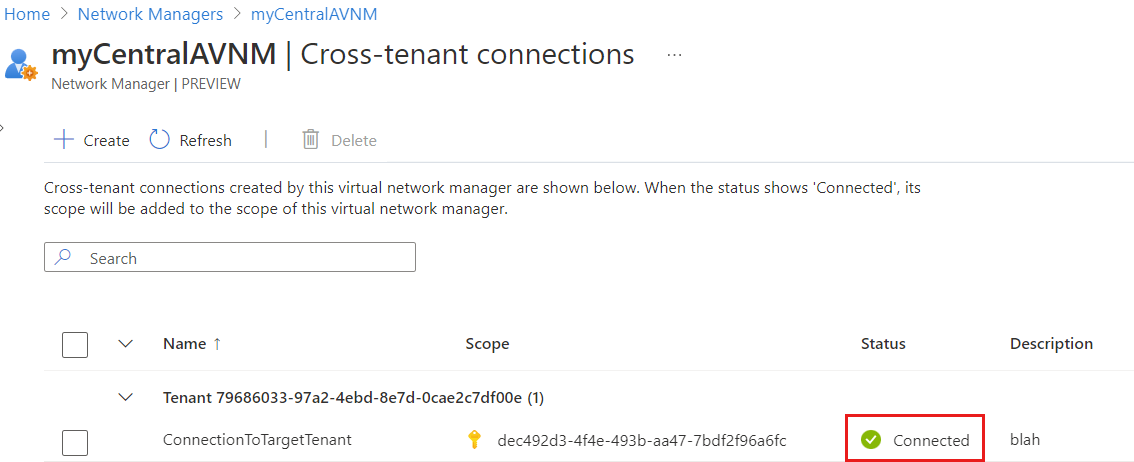 Home > Network Managers > myCentralAVNM
myCentralAVNM | Cross-tenant connections ...
Network Manager | PREVIEW
Create Refresh | Delete
Cross-tenant connections created by this virtual network manager are shown below. When the status shows 'Connected', its
scope will be added to the scope of this virtual network manager.
Search
Name ↑ Scope Status Description
Tenant 79686033-97a2-4ebd-8e7d-0cae2c7df00e (1)
ConnectionToTargetTenant dec492d3-4f4e-493b-aa47-7bdf2f96a6fc Connected blah